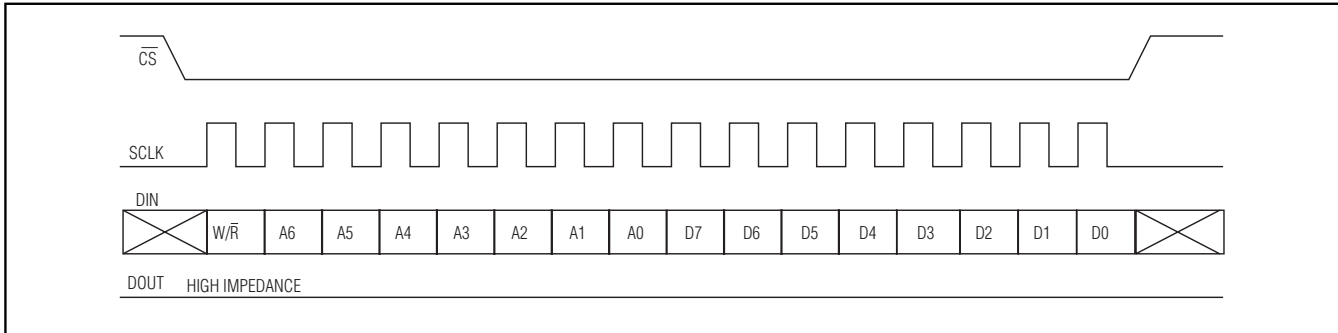 C̅S̅
SCLK
DIN
W/R̅ A6 A5 A4 A3 A2 A1 A0 D7 D6 D5 D4 D3 D2 D1 D0
DOUT HIGH IMPEDANCE